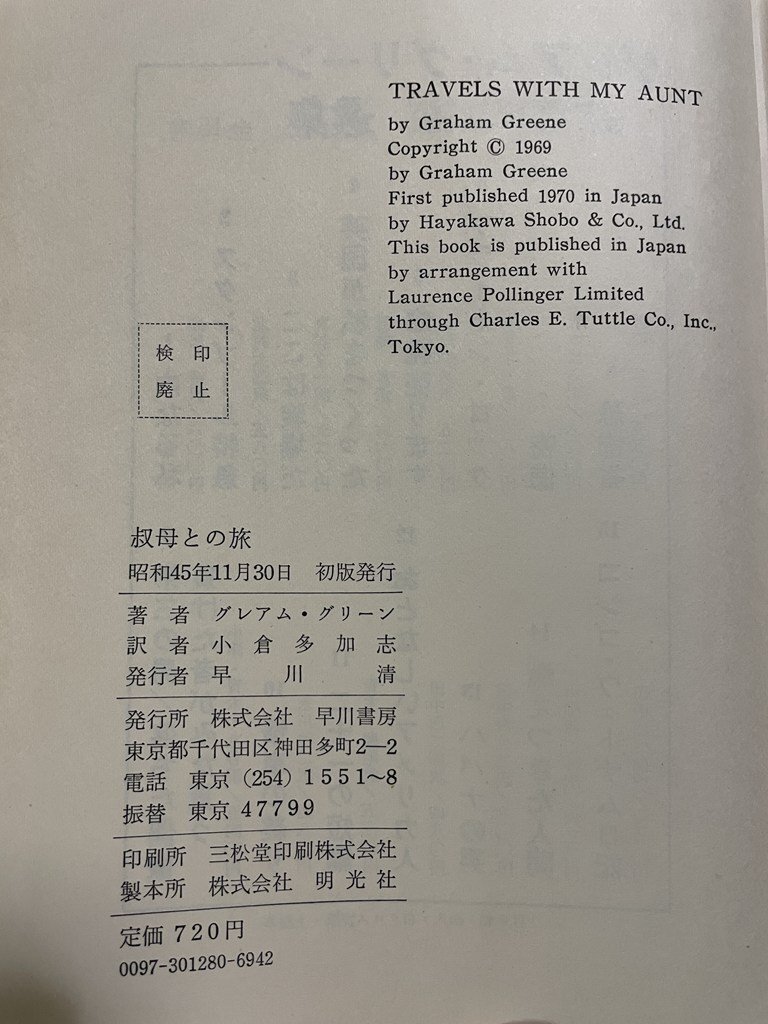 TRAVELS WITH MY AUNT
by Graham Greene
Copyright © 1969
by Graham Greene
First published 1970 in Japan
by Hayakawa Shobo & Co., Ltd.
This book is published in Japan
by arrangement with
Laurence Pollinger Limited
through Charles E. Tuttle Co., Inc.,
Tokyo.
検印
廃止
叔母との旅
昭和45年11月30日 初版発行
著者 グレアム・グリーン
訳者 小倉多加志
発行者 早川清
発行所 株式会社 早川書房
東京都千代田区神田多町2—2
電話 東京 (254) 1551〜8
振替 東京 47799
印刷所 三松堂印刷株式会社
製本所 株式会社 明光社
定価 720円
0097-301280-6942